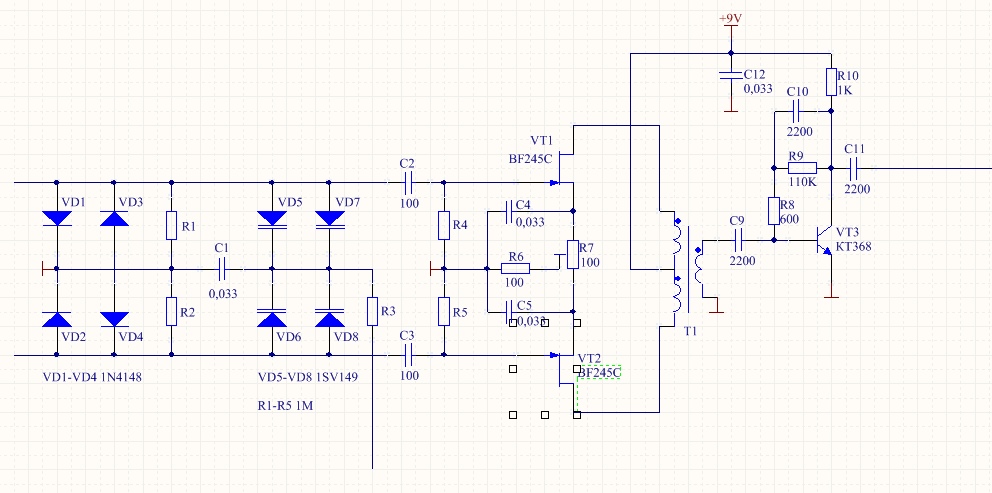 +9V
C12
0,033
R10
1K
C10
2200
VT1
BF245C
C2
100
R9
110K
C11
2200
VD1
VD3
R1
VD5
VD7
R4
C4
0,033
R8
600
C9
2200
VT3
KT368
C1
0,033
R6
100
R7
100
R2
R3
R5
C5
0,033
VD2
VD4
VD6
VD8
C3
100
T1
VT2
BF245C
VD1-VD4 1N4148
VD5-VD8 1SV149
R1-R5 1M